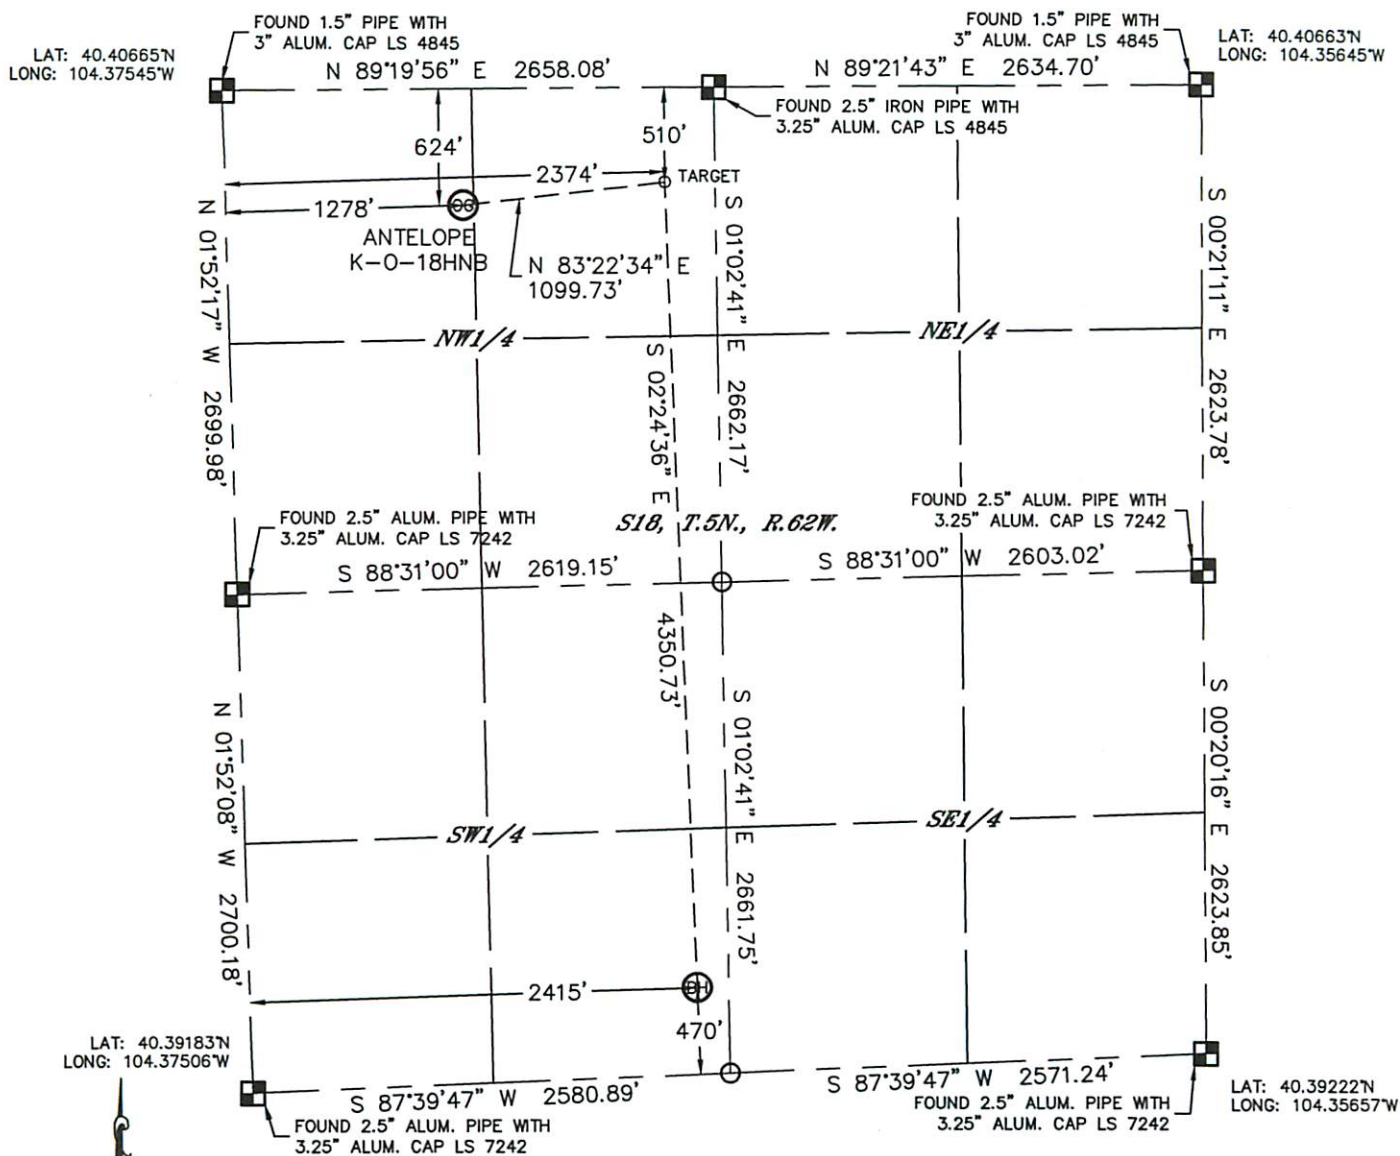 FOUND 1.5" PIPE WITH
3" ALUM. CAP LS 4845
LAT: 40.40665°N
LONG: 104.37545°W
FOUND 1.5" PIPE WITH
3" ALUM. CAP LS 4845
LAT: 40.40663°N
LONG: 104.35645°W
N 89°19'56" E 2658.08'
N 89°21'43" E 2634.70'
FOUND 2.5" IRON PIPE WITH
3.25" ALUM. CAP LS 4845
624'
510'
2374'
TARGET
1278'
OG
ANTELOPE
K-O-18HNB
N 83°22'34" E
1099.73'
N 01°52'17" W 2699.98'
S 01°02'41" E 2662.17'
S 00°21'11" E 2623.78'
NW1/4
NE1/4
S 02°24'36" E 4350.73'
FOUND 2.5" ALUM. PIPE WITH
3.25" ALUM. CAP LS 7242
S18, T.5N., R.62W.
FOUND 2.5" ALUM. PIPE WITH
3.25" ALUM. CAP LS 7242
S 88°31'00" W 2619.15'
S 88°31'00" W 2603.02'
N 01°52'08" W 2700.18'
S 01°02'41" E 2661.75'
S 00°20'16" E 2623.85'
SW1/4
SE1/4
2415'
BH
470'
LAT: 40.39183°N
LONG: 104.37506°W
S 87°39'47" W 2580.89'
S 87°39'47" W 2571.24'
FOUND 2.5" ALUM. PIPE WITH
3.25" ALUM. CAP LS 7242
FOUND 2.5" ALUM. PIPE WITH
3.25" ALUM. CAP LS 7242
LAT: 40.39222°N
LONG: 104.35657°W